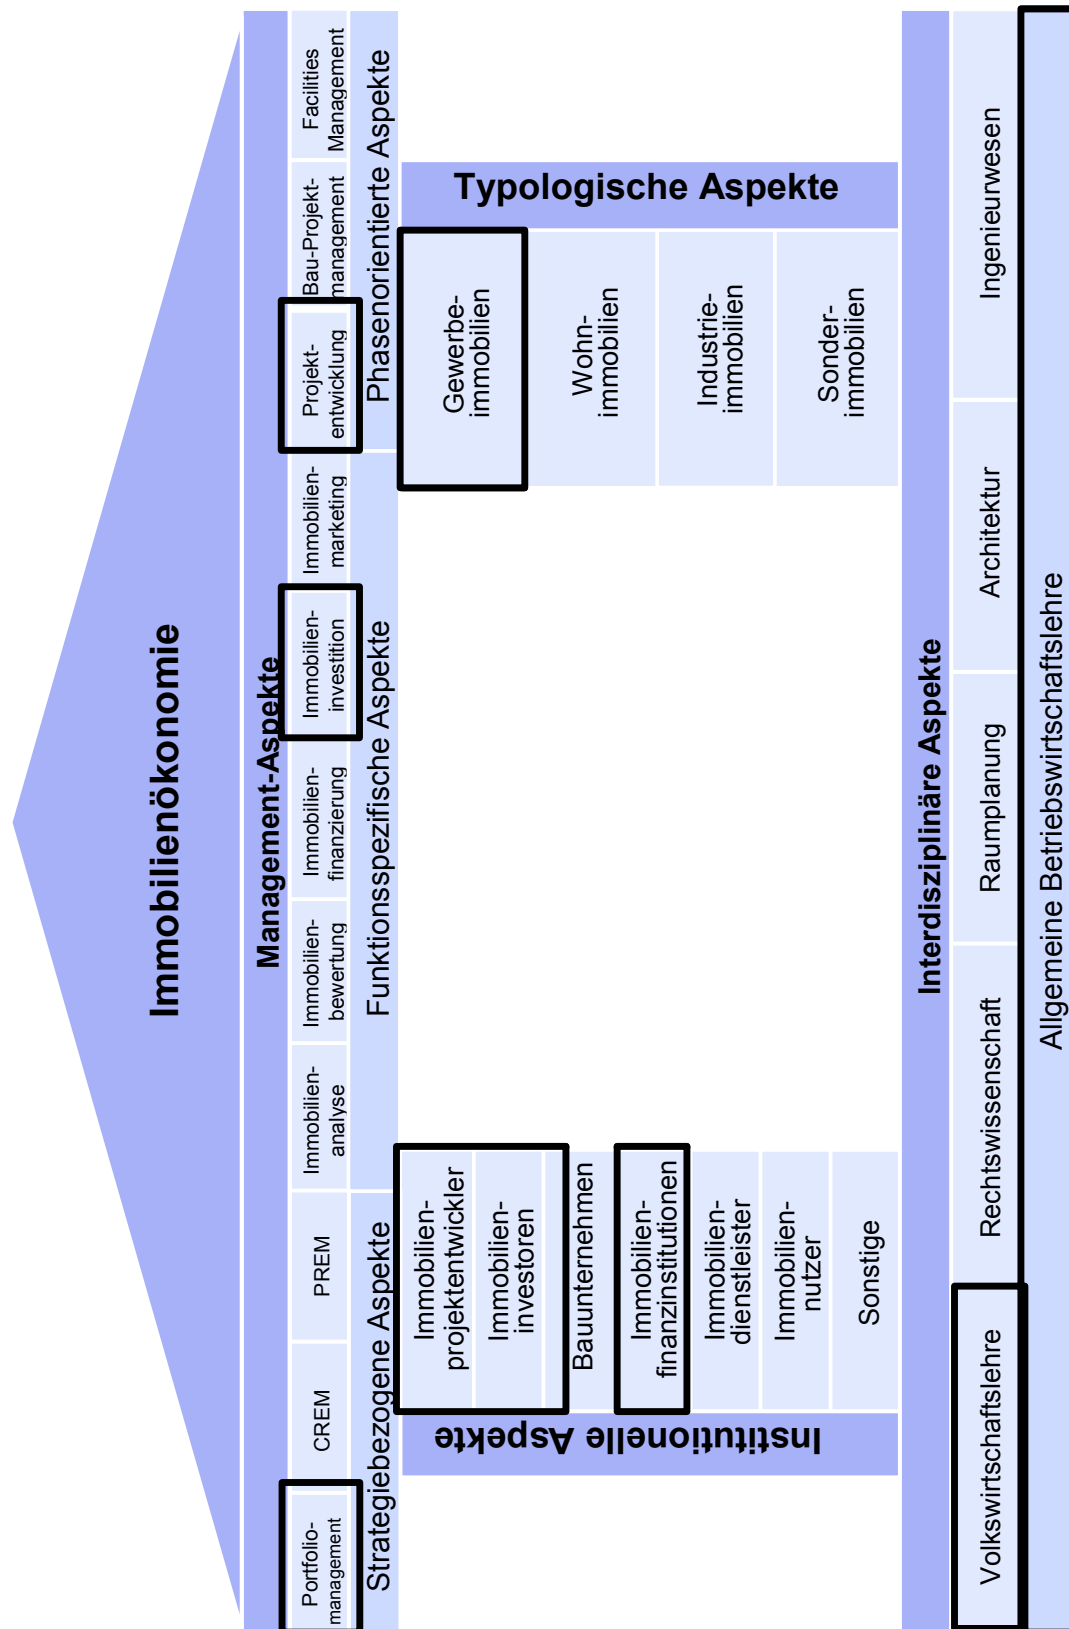 Immobilienökonomie
Management-Aspekte
Portfolio-
management
CREM
PREM
Immobilien-
analyse
Immobilien-
bewertung
Immobilien-
finanzierung
Immobilien-
investition
Immobilien-
marketing
Projekt-
entwicklung
Bau-Projekt-
management
Facilities
Management
Strategiebezogene Aspekte
Funktionsspezifische Aspekte
Phasenorientierte Aspekte
Institutionelle Aspekte
Immobilien-
projektentwickler
Immobilien-
investoren
Bauunternehmen
Immobilien-
finanzinstitutionen
Immobilien-
dienstleister
Immobilien-
nutzer
Sonstige
Gewerbe-
immobilien
Wohn-
immobilien
Industrie-
immobilien
Sonder-
immobilien
Typologische Aspekte
Interdisziplinäre Aspekte
Volkswirtschaftslehre
Rechtswissenschaft
Raumplanung
Architektur
Ingenieurwesen
Allgemeine Betriebswirtschaftslehre